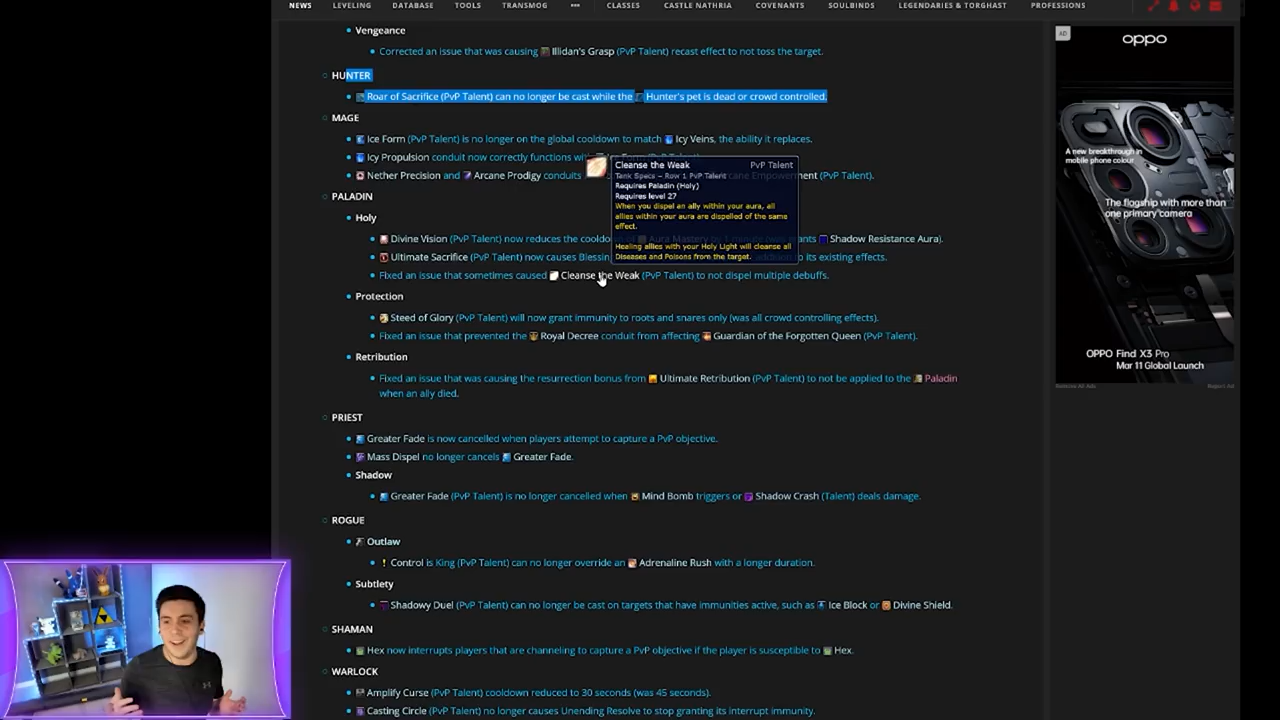 NEWS LEVELING DATABASE TOOLS TRANSMOG ••• CLASSES CASTLE NATHRIA COVENANTS SOULBINDS LEGENDARIES & TORGHAST PROFESSIONS
Vengeance
Corrected an issue that was causing Illidan's Grasp (PvP Talent) recast effect to not toss the target.
HUNTER
Roar of Sacrifice (PvP Talent) can no longer be cast while the Hunter's pet is dead or crowd controlled.
MAGE
Ice Form (PvP Talent) is no longer on the global cooldown to match Icy Veins, the ability it replaces.
Icy Propulsion conduit now correctly functions
Nether Precision and Arcane Prodigy conduits Empowerment (PvP Talent).
Cleanse the Weak PvP Talent
Tank Specs – Row 1 PvP Talent
Requires Paladin (Holy)
Requires level 27
When you dispel an ally within your aura, all
allies within your aura are dispelled of the same
effect.
Healing allies with your Holy Light will cleanse all
Diseases and Poisons from the target.
PALADIN
Holy
Divine Vision (PvP Talent) now reduces the cooldown of Aura Mastery Shadow Resistance Aura).
Ultimate Sacrifice (PvP Talent) now causes Blessing addition to its existing effects.
Fixed an issue that sometimes caused Cleanse the Weak (PvP Talent) to not dispel multiple debuffs.
Protection
Steed of Glory (PvP Talent) will now grant immunity to roots and snares only (was all crowd controlling effects).
Fixed an issue that prevented the Royal Decree conduit from affecting Guardian of the Forgotten Queen (PvP Talent).
Retribution
Fixed an issue that was causing the resurrection bonus from Ultimate Retribution (PvP Talent) to not be applied to the Paladin
when an ally died.
PRIEST
Greater Fade is now cancelled when players attempt to capture a PvP objective.
Mass Dispel no longer cancels Greater Fade.
Shadow
Greater Fade (PvP Talent) is no longer cancelled when Mind Bomb triggers or Shadow Crash (Talent) deals damage.
ROGUE
Outlaw
Control is King (PvP Talent) can no longer override an Adrenaline Rush with a longer duration.
Subtlety
Shadowy Duel (PvP Talent) can no longer be cast on targets that have immunities active, such as Ice Block or Divine Shield.
SHAMAN
Hex now interrupts players that are channeling to capture a PvP objective if the player is susceptible to Hex.
WARLOCK
Amplify Curse (PvP Talent) cooldown reduced to 30 seconds (was 45 seconds).
Casting Circle (PvP Talent) no longer causes Unending Resolve to stop granting its interrupt immunity.
AD
oppo
A new breakthrough in
mobile phone colour
The flagship with more than
one primary camera
OPPO Find X3 Pro
Mar 11 Global Launch
Remove All Ads Report Ad